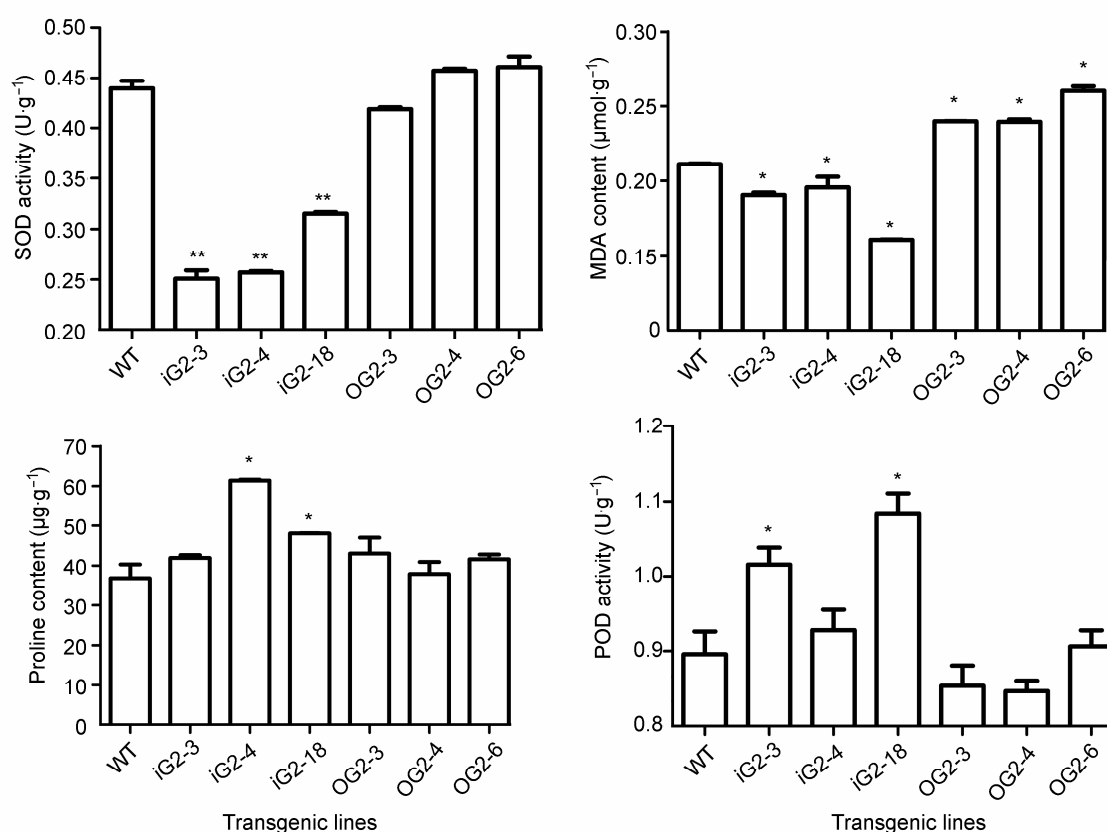 SOD activity (U·g⁻¹)
0.50
0.45
0.40
0.35
0.30
0.25
0.20
**
**
**
WT
iG2-3
iG2-4
iG2-18
OG2-3
OG2-4
OG2-6
MDA content (μmol·g⁻¹)
0.30
0.25
0.20
0.15
0
*
*
*
*
*
*
WT
iG2-3
iG2-4
iG2-18
OG2-3
OG2-4
OG2-6
Proline content (μg·g⁻¹)
70
60
50
40
30
20
10
0
*
*
WT
iG2-3
iG2-4
iG2-18
OG2-3
OG2-4
OG2-6
Transgenic lines
POD activity (U·g⁻¹)
1.2
1.1
1.0
0.9
0.8
*
*
WT
iG2-3
iG2-4
iG2-18
OG2-3
OG2-4
OG2-6
Transgenic lines